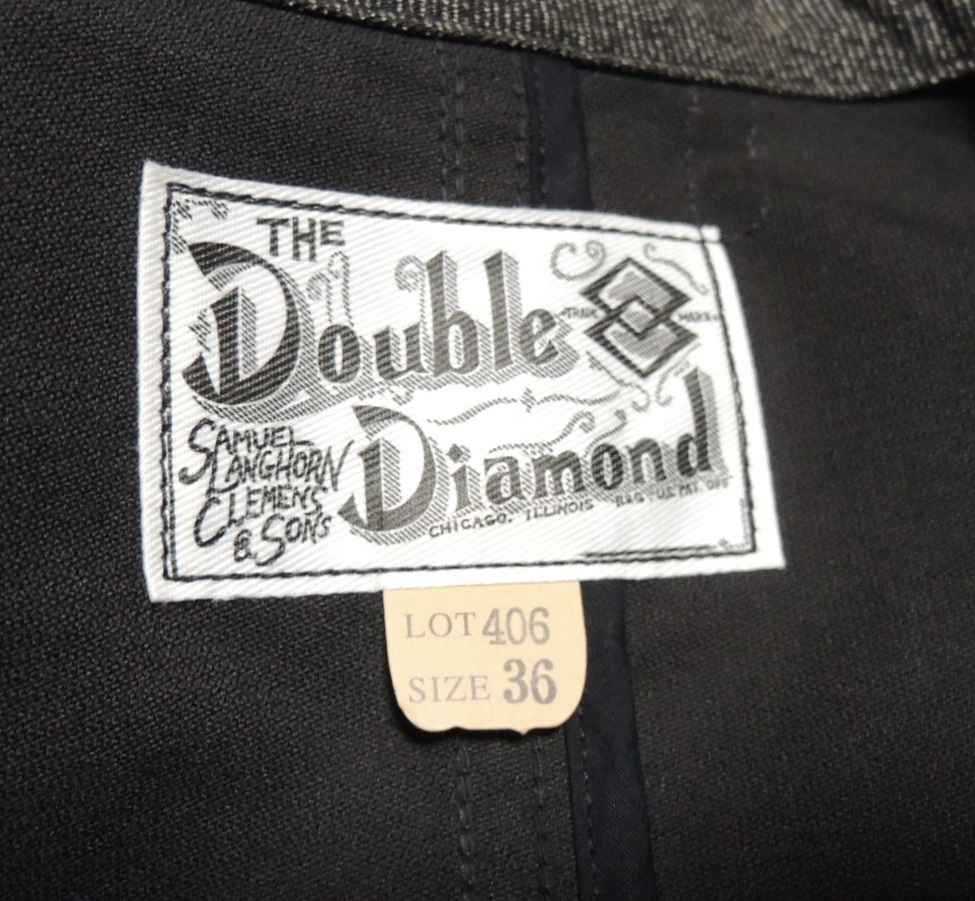 THE
Double
TRADE MARK
Diamond
SAMUEL
LANGHORN
CLEMENS
& SONS
CHICAGO. ILLINOIS REG. U.S. PAT. OFF
LOT 406
SIZE 36